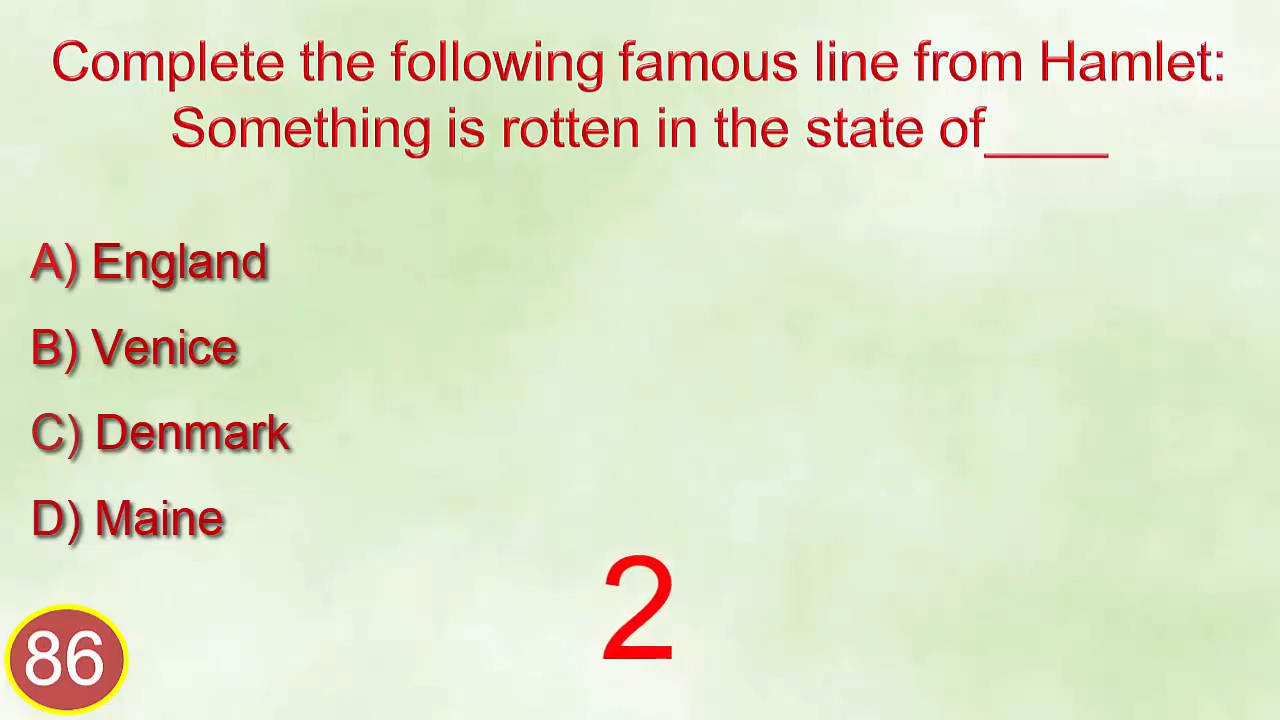 Complete the following famous line from Hamlet:
Something is rotten in the state of____
A) England
B) Venice
C) Denmark
D) Maine
2
86